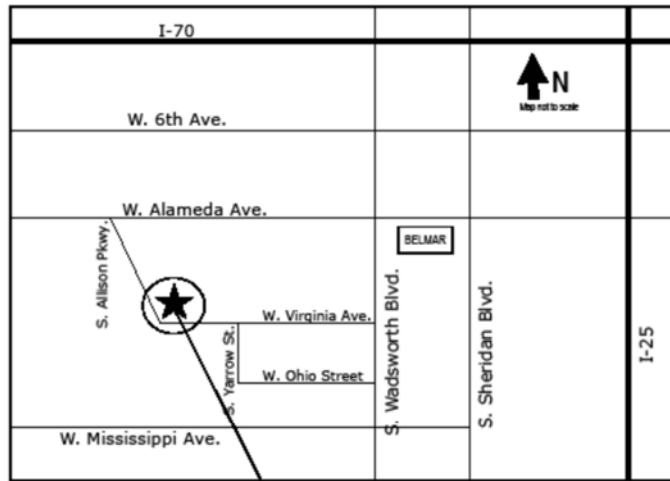 I-70
N
Map not to scale
W. 6th Ave.
W. Alameda Ave.
S. Allison Pkwy.
BELMAR
W. Virginia Ave.
S. Yarrow St.
W. Ohio Street
S. Wadsworth Blvd.
S. Sheridan Blvd.
I-25
W. Mississippi Ave.